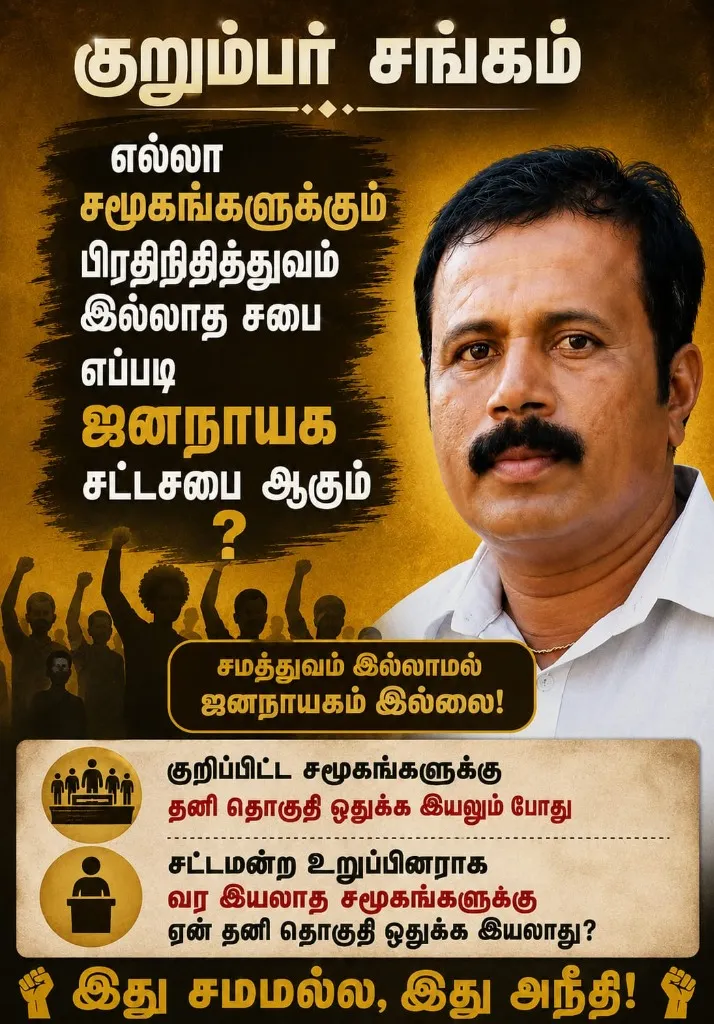 குறும்பர் சங்கம்
எல்லா
சமூகங்களுக்கும்
பிரதிநிதித்துவம்
இல்லாத சபை
எப்படி
ஜனநாயக
சட்டசபை ஆகும்
?
சமத்துவம் இல்லாமல்
ஜனநாயகம் இல்லை!
குறிப்பிட்ட சமூகங்களுக்கு
தனி தொகுதி ஒதுக்க இயலும் போது
சட்டமன்ற உறுப்பினராக
வர இயலாத சமூகங்களுக்கு
ஏன் தனி தொகுதி ஒதுக்க இயலாது?
இது சமமல்ல, இது அநீதி!